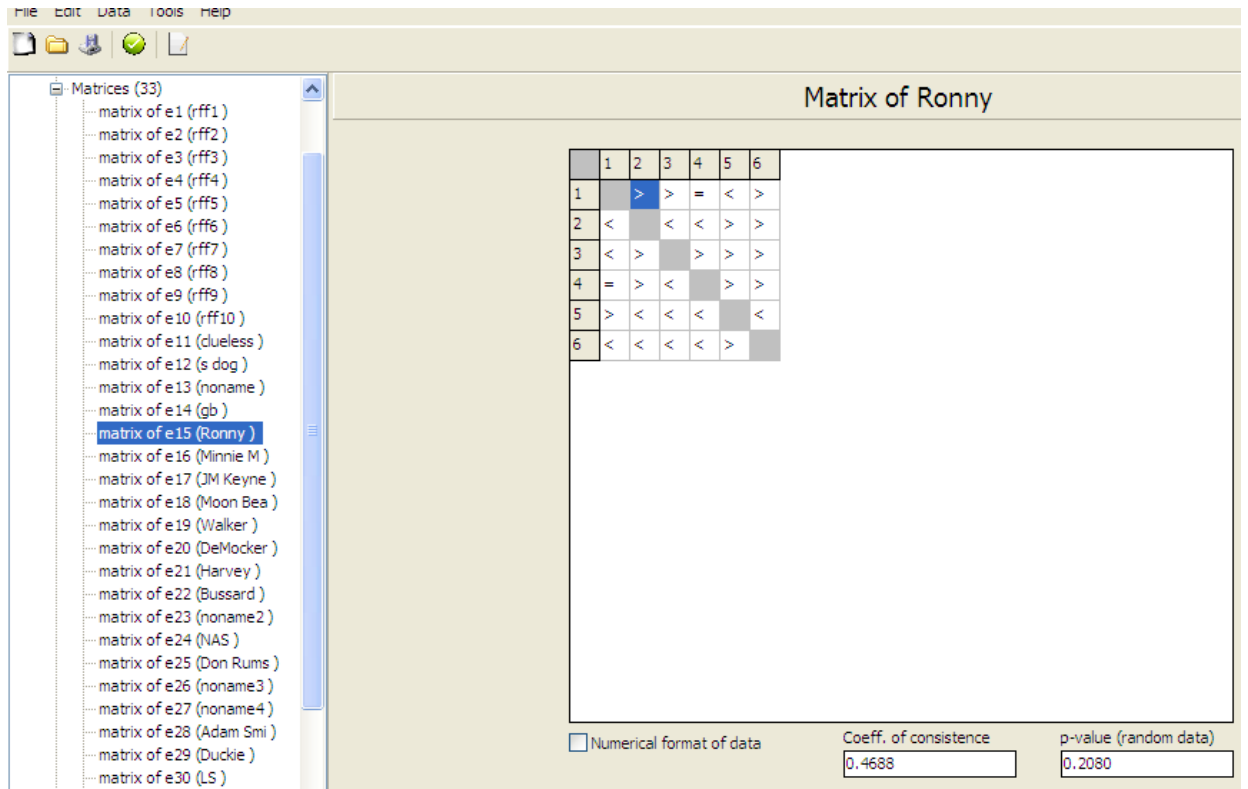 File Edit Data Tools Help
Matrices (33)
matrix of e1 (rff1 )
matrix of e2 (rff2 )
matrix of e3 (rff3 )
matrix of e4 (rff4 )
matrix of e5 (rff5 )
matrix of e6 (rff6 )
matrix of e7 (rff7 )
matrix of e8 (rff8 )
matrix of e9 (rff9 )
matrix of e10 (rff10 )
matrix of e11 (clueless )
matrix of e12 (s dog )
matrix of e13 (noname )
matrix of e14 (gb )
matrix of e15 (Ronny )
matrix of e16 (Minnie M )
matrix of e17 (JM Keyne )
matrix of e18 (Moon Bea )
matrix of e19 (Walker )
matrix of e20 (DeMocker )
matrix of e21 (Harvey )
matrix of e22 (Bussard )
matrix of e23 (noname2 )
matrix of e24 (NAS )
matrix of e25 (Don Rums )
matrix of e26 (noname3 )
matrix of e27 (noname4 )
matrix of e28 (Adam Smi )
matrix of e29 (Duckie )
matrix of e30 (LS )
Matrix of Ronny
1 2 3 4 5 6
1 > > = < >
2 < < < > >
3 < > > > >
4 = > < > >
5 > < < < <
6 < < < < >
Numerical format of data
Coeff. of consistence p-value (random data)
0.4688 0.2080